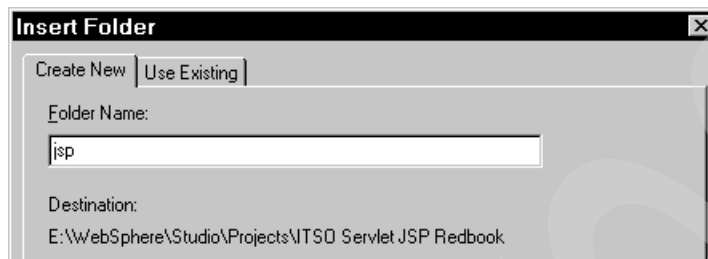 Insert Folder
Create New Use Existing
Folder Name:
jsp
Destination:
E:\WebSphere\Studio\Projects\ITSO Servlet JSP Redbook